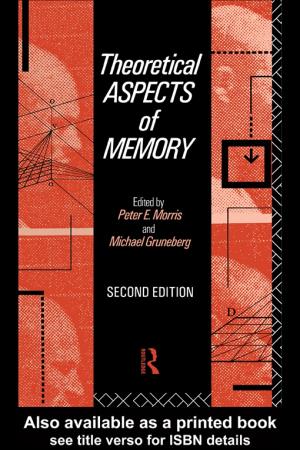 Theoretical
ASPECTS
of
MEMORY
Edited by
Peter E. Morris
and
Michael Gruneberg
SECOND EDITION
ROUTLEDGE
R
Also available as a printed book
see title verso for ISBN details